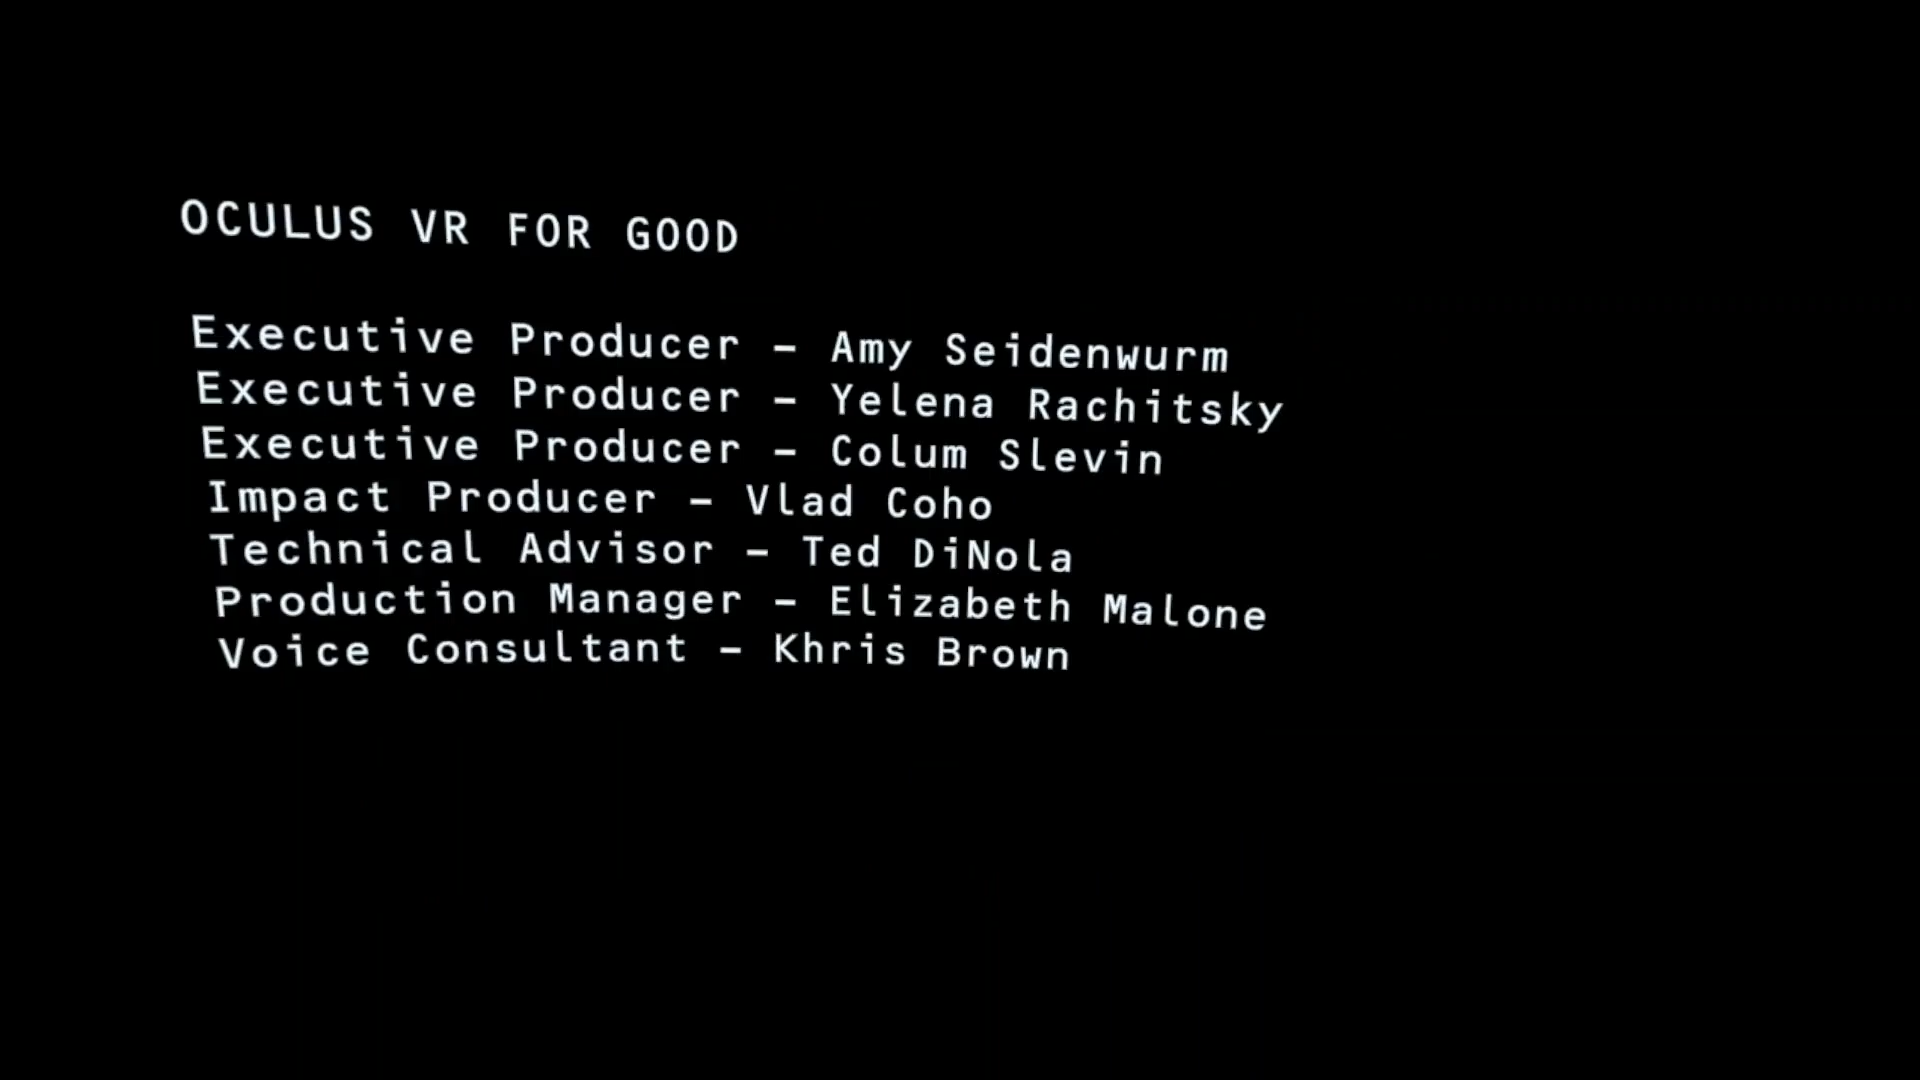 OCULUS VR FOR GOOD
Executive Producer – Amy Seidenwurm
Executive Producer – Yelena Rachitsky
Executive Producer – Colum Slevin
Impact Producer – Vlad Coho
Technical Advisor – Ted DiNola
Production Manager – Elizabeth Malone
Voice Consultant – Khris Brown